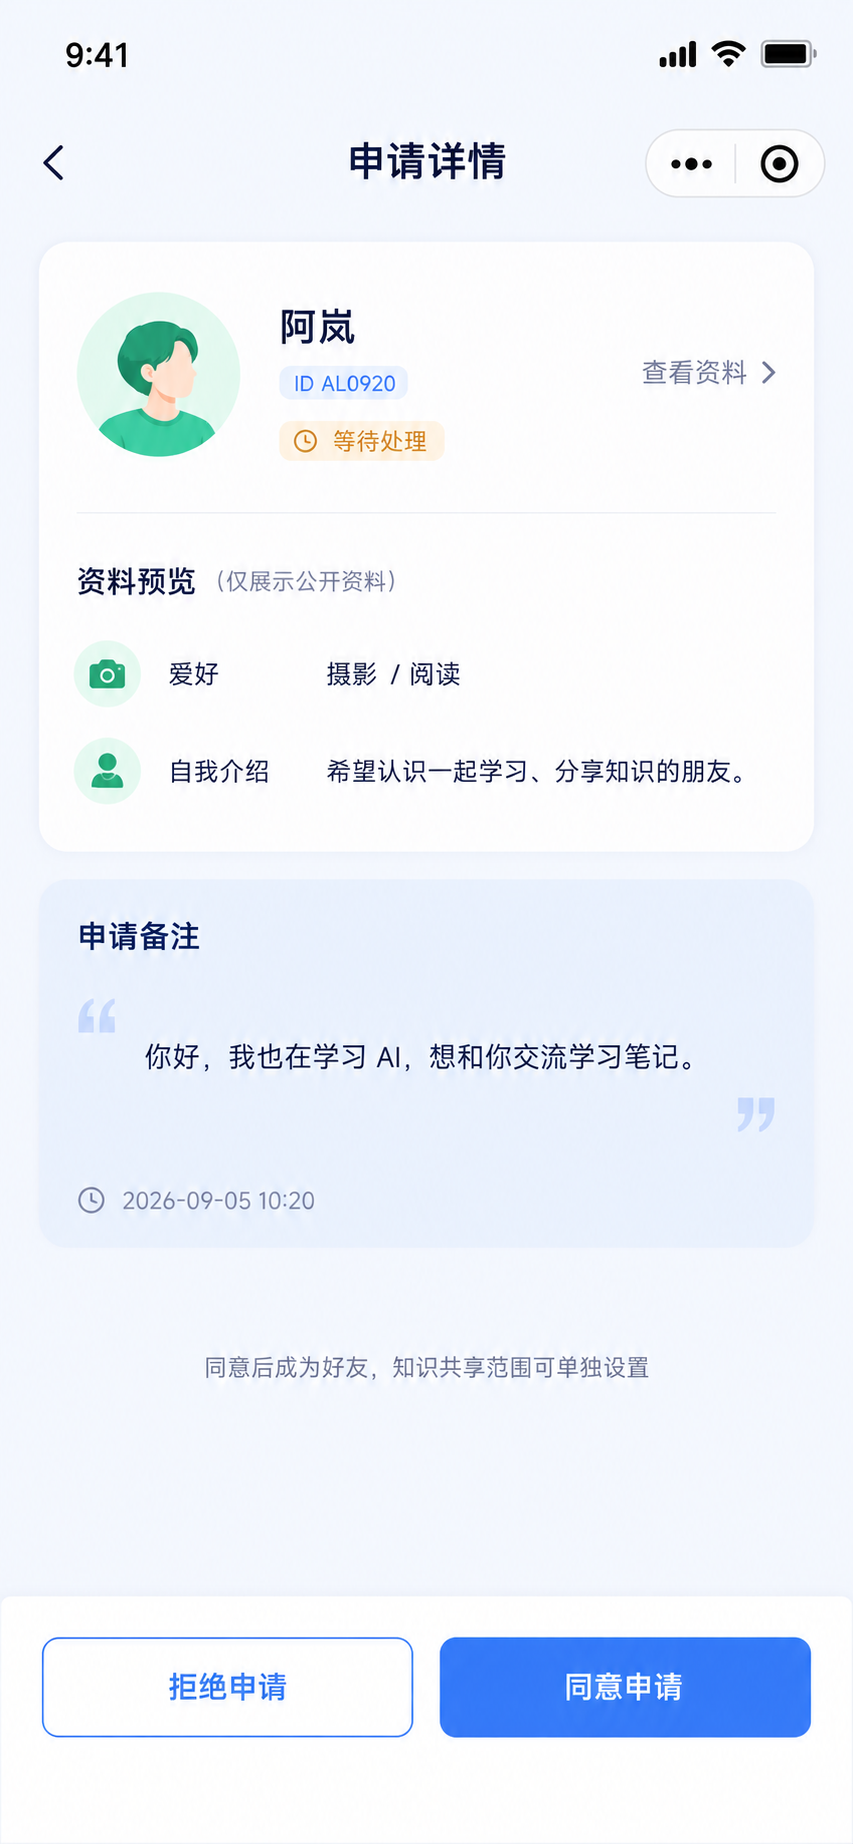 9:41
申请详情
阿岚
ID AL0920
查看资料
等待处理
资料预览（仅展示公开资料）
爱好 摄影 / 阅读
自我介绍 希望认识一起学习、分享知识的朋友。
申请备注
“
你好，我也在学习 AI，想和你交流学习笔记。
”
2026-09-05 10:20
同意后成为好友，知识共享范围可单独设置
拒绝申请 同意申请